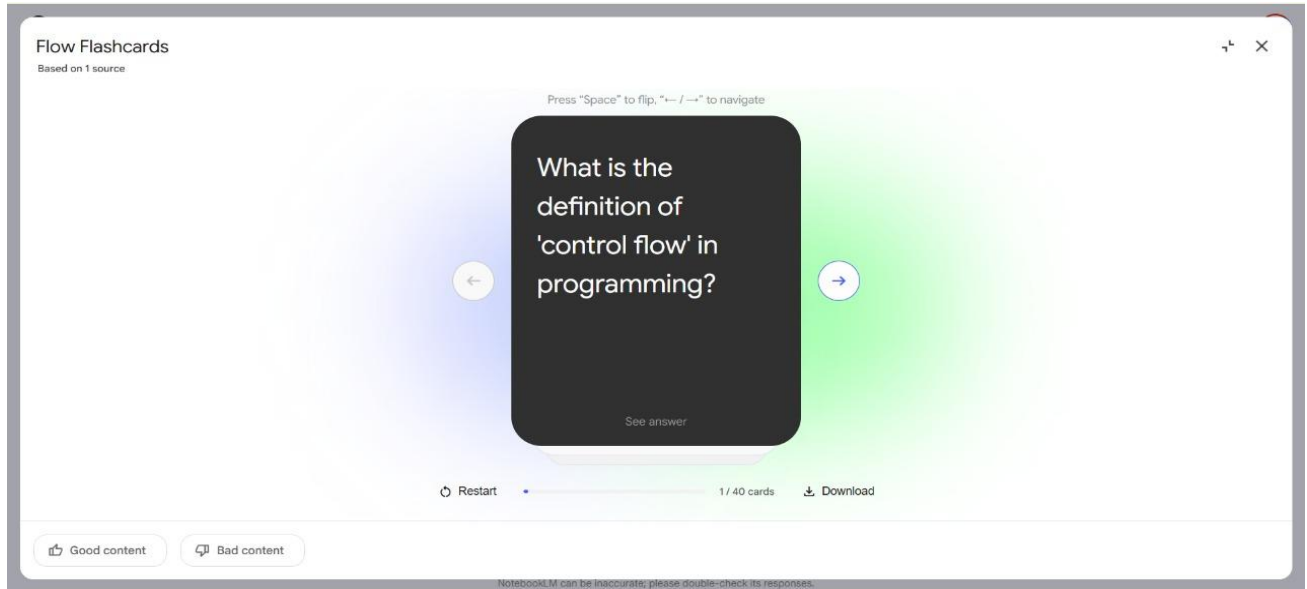 Flow Flashcards
Based on 1 source
Press “Space” to flip, “← / →” to navigate
What is the
definition of
'control flow' in
programming?
See answer
Restart
1 / 40 cards
Download
Good content
Bad content
NotebookLM can be inaccurate; please double-check its responses.